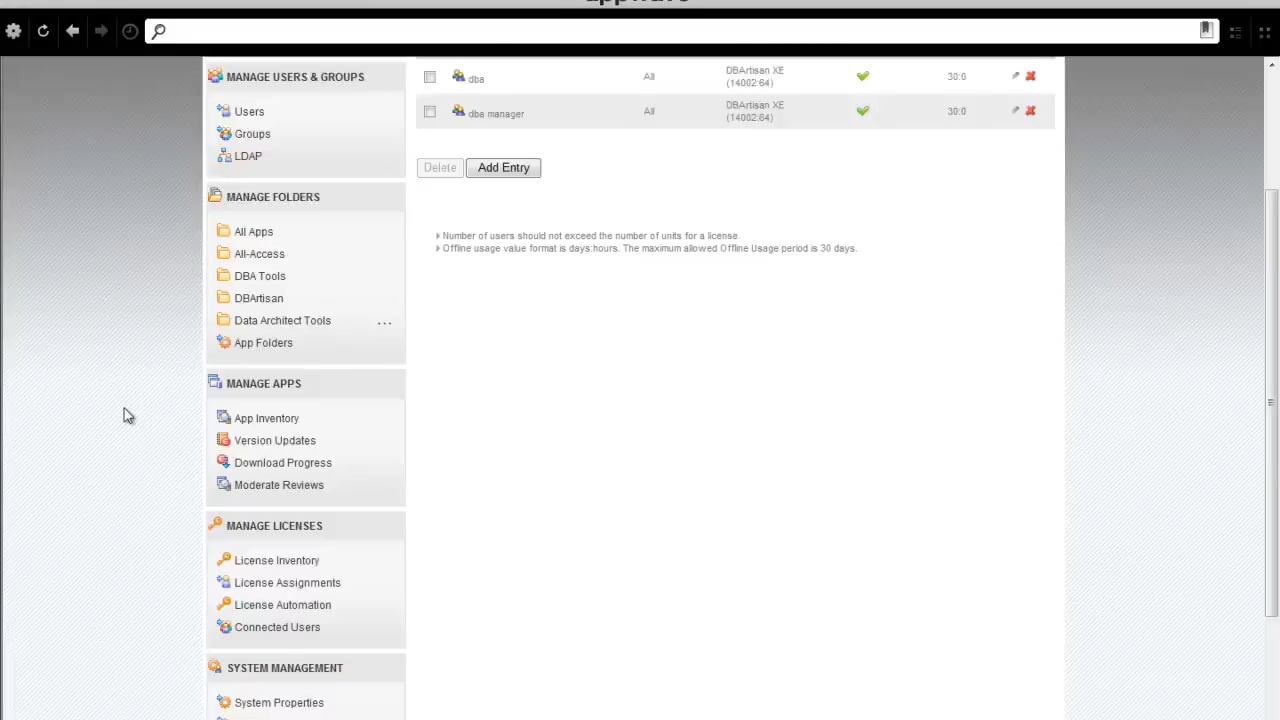 MANAGE USERS & GROUPS
Users
Groups
LDAP
MANAGE FOLDERS
All Apps
All-Access
DBA Tools
DBArtisan
Data Architect Tools ...
App Folders
MANAGE APPS
App Inventory
Version Updates
Download Progress
Moderate Reviews
MANAGE LICENSES
License Inventory
License Assignments
License Automation
Connected Users
SYSTEM MANAGEMENT
System Properties
dba All DBArtisan XE 30:0
(14002:64)
dba manager All DBArtisan XE 30:0
(14002:64)
Delete Add Entry
Number of users should not exceed the number of units for a license.
Offline usage value format is days:hours. The maximum allowed Offline Usage period is 30 days.